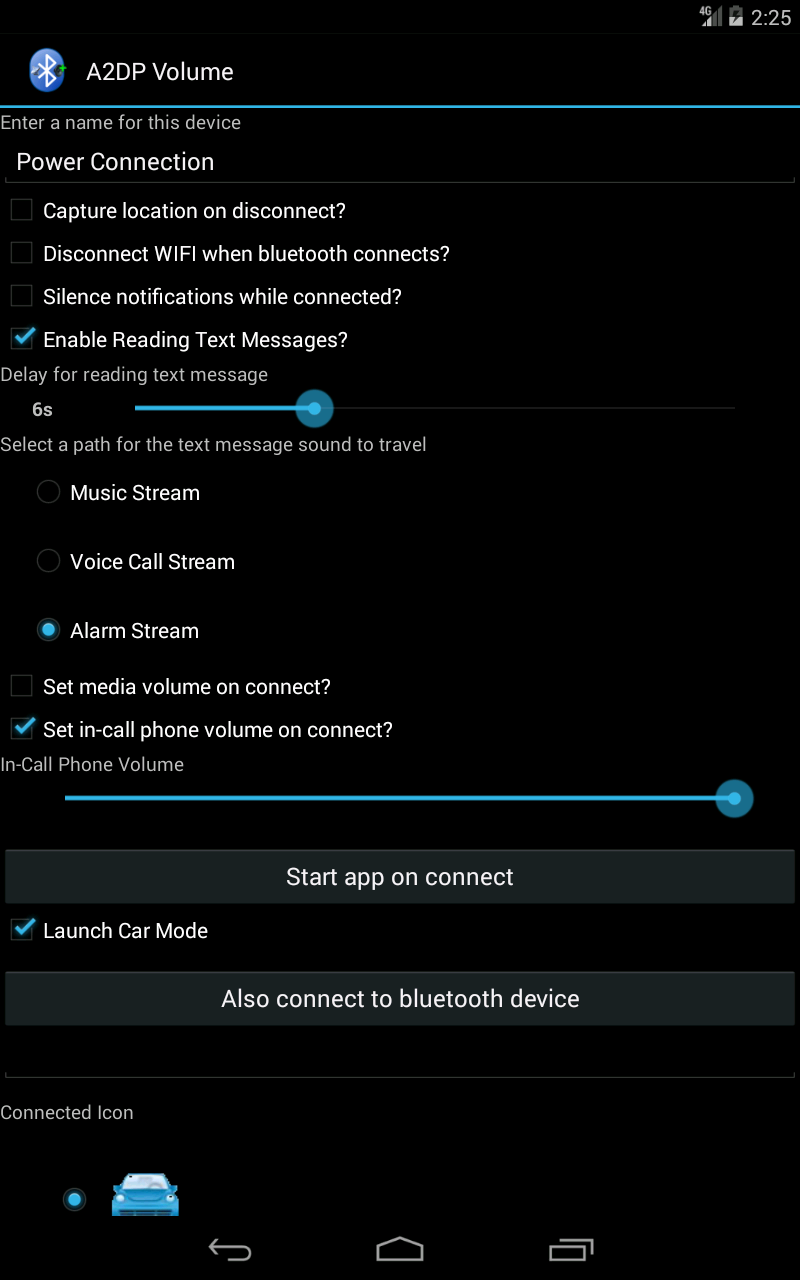 4G 2:25
A2DP Volume
Enter a name for this device
Power Connection
Capture location on disconnect?
Disconnect WIFI when bluetooth connects?
Silence notifications while connected?
Enable Reading Text Messages?
Delay for reading text message
6s
Select a path for the text message sound to travel
Music Stream
Voice Call Stream
Alarm Stream
Set media volume on connect?
Set in-call phone volume on connect?
In-Call Phone Volume
Start app on connect
Launch Car Mode
Also connect to bluetooth device
Connected Icon